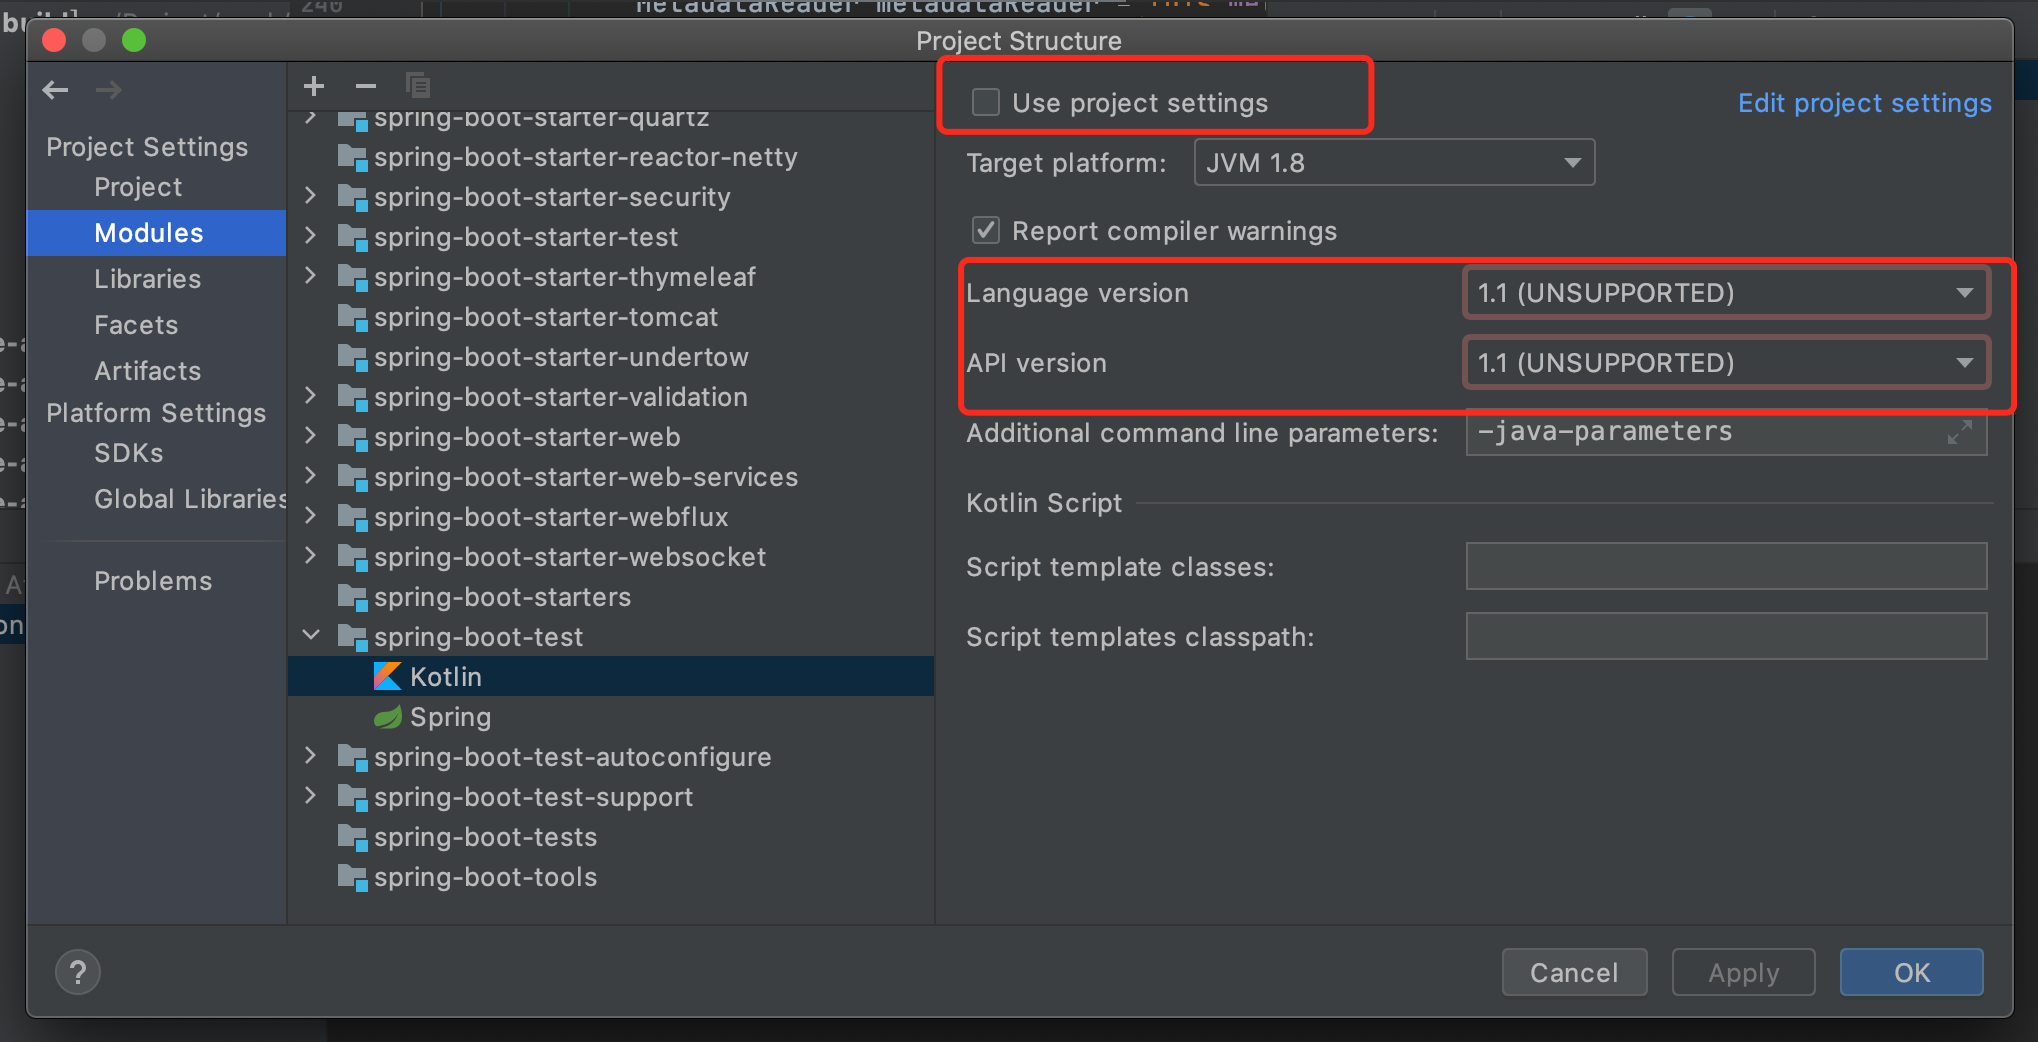 240
MetadataReader metadataReader =
Project Structure
Project Settings
Project
Modules
Libraries
Facets
Artifacts
Platform Settings
SDKs
Global Libraries
Problems
spring-boot-starter-quartz
spring-boot-starter-reactor-netty
spring-boot-starter-security
spring-boot-starter-test
spring-boot-starter-thymeleaf
spring-boot-starter-tomcat
spring-boot-starter-undertow
spring-boot-starter-validation
spring-boot-starter-web
spring-boot-starter-web-services
spring-boot-starter-webflux
spring-boot-starter-websocket
spring-boot-starters
spring-boot-test
Kotlin
Spring
spring-boot-test-autoconfigure
spring-boot-test-support
spring-boot-tests
spring-boot-tools
Use project settings
Edit project settings
Target platform: JVM 1.8
Report compiler warnings
Language version 1.1 (UNSUPPORTED)
API version 1.1 (UNSUPPORTED)
Additional command line parameters: -java-parameters
Kotlin Script
Script template classes:
Script templates classpath:
?
Cancel
Apply
OK